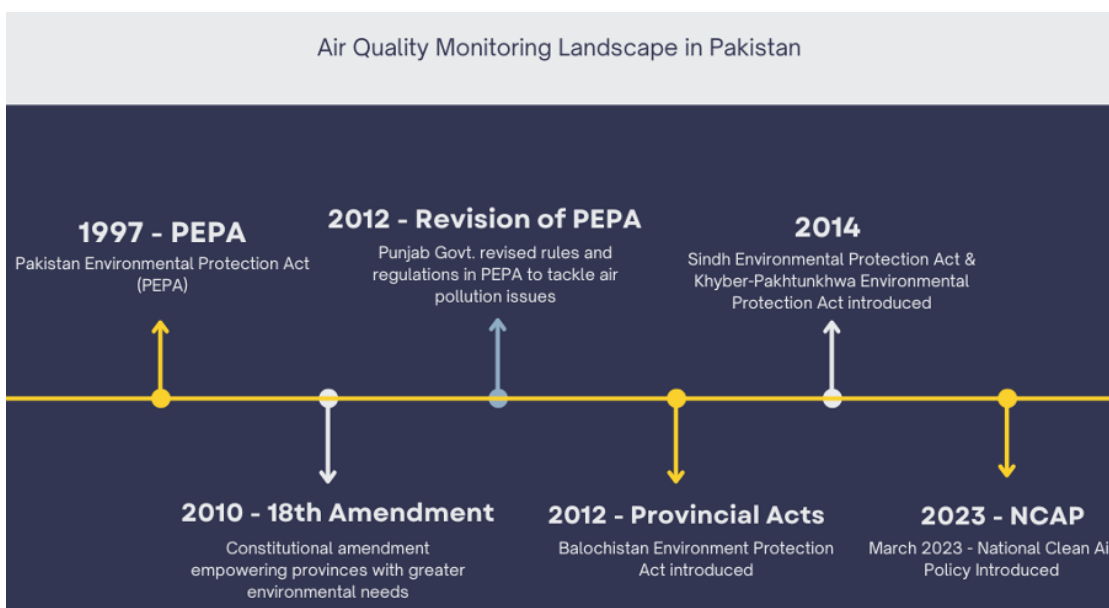 Air Quality Monitoring Landscape in Pakistan
1997 - PEPA
Pakistan Environmental Protection Act
(PEPA)
2012 - Revision of PEPA
Punjab Govt. revised rules and
regulations in PEPA to tackle air
pollution issues
2014
Sindh Environmental Protection Act &
Khyber-Pakhtunkhwa Environmental
Protection Act introduced
2010 - 18th Amendment
Constitutional amendment
empowering provinces with greater
environmental needs
2012 - Provincial Acts
Balochistan Environment Protection
Act introduced
2023 - NCAP
March 2023 - National Clean Ai
Policy Introduced